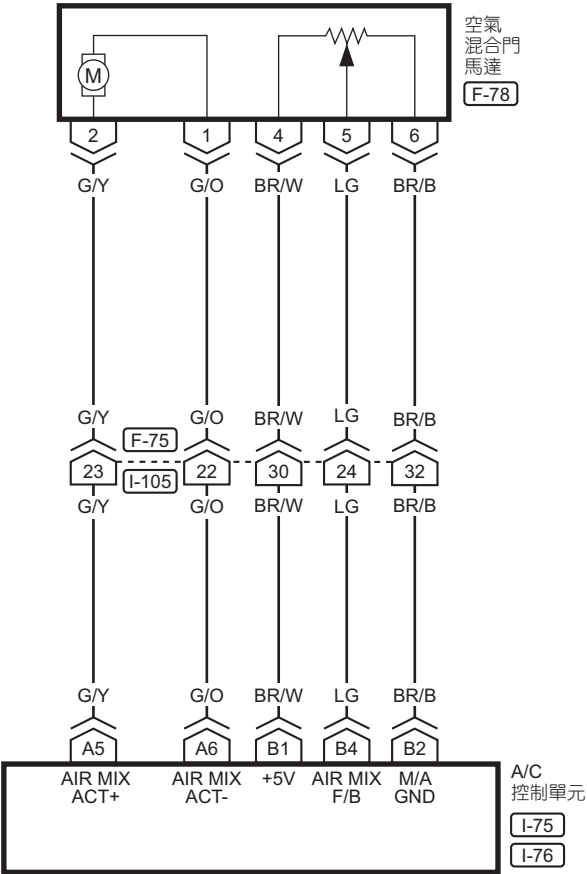 空氣
混合門
馬達
F-78
M
2 1 4 5 6
G/Y G/O BR/W LG BR/B
G/Y G/O BR/W LG BR/B
F-75
23 22 30 24 32
I-105
G/Y G/O BR/W LG BR/B
G/Y G/O BR/W LG BR/B
A5 A6 B1 B4 B2
AIR MIX ACT+
AIR MIX ACT-
+5V
AIR MIX F/B
M/A GND
A/C
控制單元
I-75
I-76